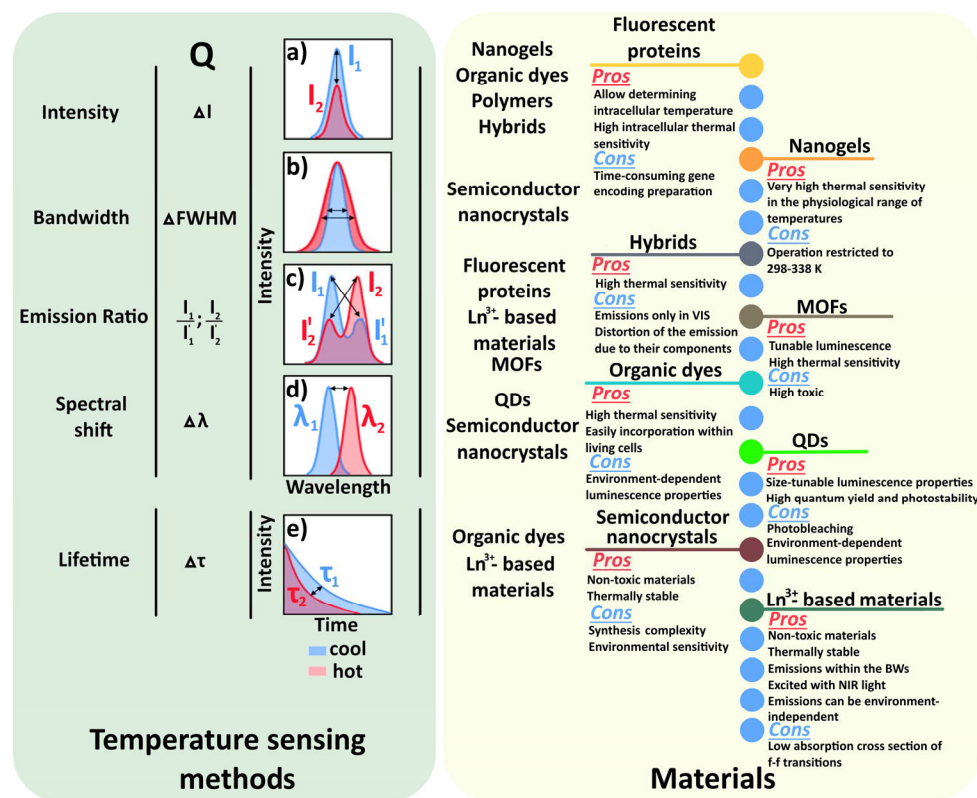 Q
Intensity
ΔI
Bandwidth
ΔFWHM
Emission Ratio
I₁/I'₁; I₂/I'₂
Spectral
shift
Δλ
Lifetime
Δτ
Intensity
a)
I₁
I₂
b)
c)
I₁
I₂
I'₂
I'₁
d)
λ₁
λ₂
Wavelength
Intensity
e)
τ₁
τ₂
Time
cool
hot
Temperature sensing
methods
Nanogels
Organic dyes
Polymers
Hybrids
Semiconductor
nanocrystals
Fluorescent
proteins
Ln³⁺- based
materials
MOFs
QDs
Semiconductor
nanocrystals
Organic dyes
Ln³⁺- based
materials
Fluorescent
proteins
Pros
Allow determining
intracellular temperature
High intracellular thermal
sensitivity
Cons
Time-consuming gene
encoding preparation
Nanogels
Pros
Very high thermal sensitivity
in the physiological range of
temperatures
Cons
Operation restricted to
298-338 K
Hybrids
Pros
High thermal sensitivity
Cons
Emissions only in VIS
Distortion of the emission
due to their components
MOFs
Pros
Tunable luminescence
High thermal sensitivity
Cons
High toxic
Organic dyes
Pros
High thermal sensitivity
Easily incorporation within
living cells
Cons
Environment-dependent
luminescence properties
QDs
Pros
Size-tunable luminescence properties
High quantum yield and photostability
Cons
Photobleaching
Environment-dependent
luminescence properties
Semiconductor
nanocrystals
Pros
Non-toxic materials
Thermally stable
Cons
Synthesis complexity
Environmental sensitivity
Ln³⁺- based materials
Pros
Non-toxic materials
Thermally stable
Emissions within the BWs
Excited with NIR light
Emissions can be environment-
independent
Cons
Low absorption cross section of
f-f transitions
Materials